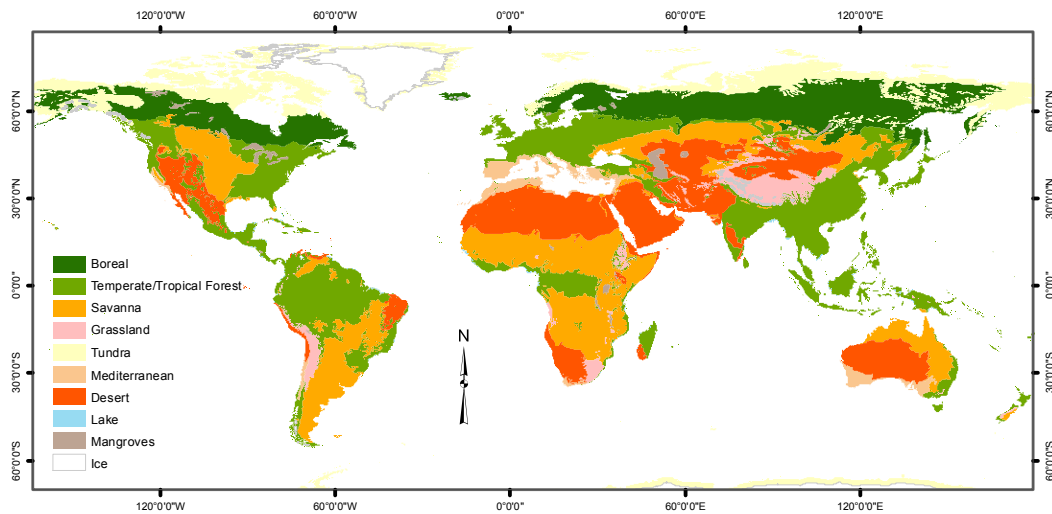 120°0'0"W 60°0'0"W 0°0'0" 60°0'0"E 120°0'0"E
60°0'0"N 60°0'0"N
30°0'0"N 30°0'0"N
0°0'0" 0°0'0"
30°0'0"S 30°0'0"S
60°0'0"S 60°0'0"S
Boreal
Temperate/Tropical Forest
Savanna
Grassland
Tundra
Mediterranean
Desert
Lake
Mangroves
Ice
N
120°0'0"W 60°0'0"W 0°0'0" 60°0'0"E 120°0'0"E